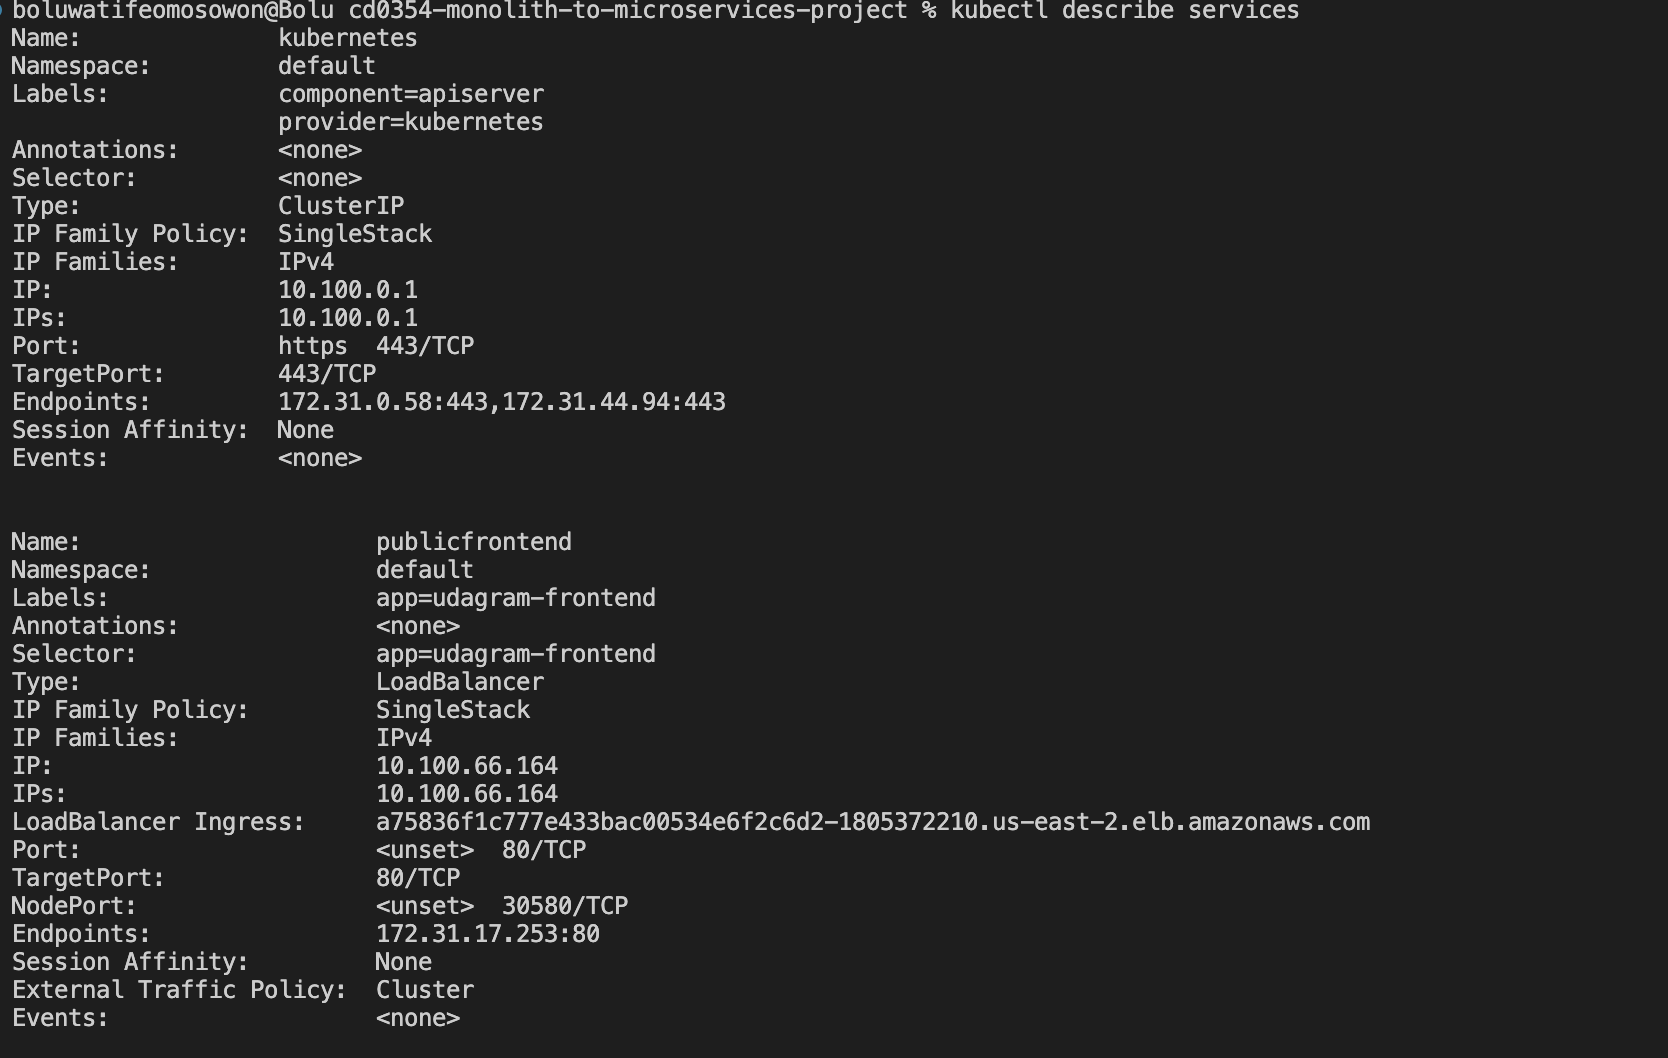 boluwatifeomosowon@Bolu cd0354-monolith-to-microservices-project % kubectl describe services
Name:              kubernetes
Namespace:         default
Labels:            component=apiserver
                   provider=kubernetes
Annotations:       <none>
Selector:          <none>
Type:              ClusterIP
IP Family Policy:  SingleStack
IP Families:       IPv4
IP:                10.100.0.1
IPs:               10.100.0.1
Port:              https  443/TCP
TargetPort:        443/TCP
Endpoints:         172.31.0.58:443,172.31.44.94:443
Session Affinity:  None
Events:            <none>

Name:                     publicfrontend
Namespace:                default
Labels:                   app=udagram-frontend
Annotations:              <none>
Selector:                 app=udagram-frontend
Type:                     LoadBalancer
IP Family Policy:         SingleStack
IP Families:              IPv4
IP:                       10.100.66.164
IPs:                      10.100.66.164
LoadBalancer Ingress:     a75836f1c777e433bac00534e6f2c6d2-1805372210.us-east-2.elb.amazonaws.com
Port:                     <unset>  80/TCP
TargetPort:               80/TCP
NodePort:                 <unset>  30580/TCP
Endpoints:                172.31.17.253:80
Session Affinity:         None
External Traffic Policy:  Cluster
Events:                   <none>